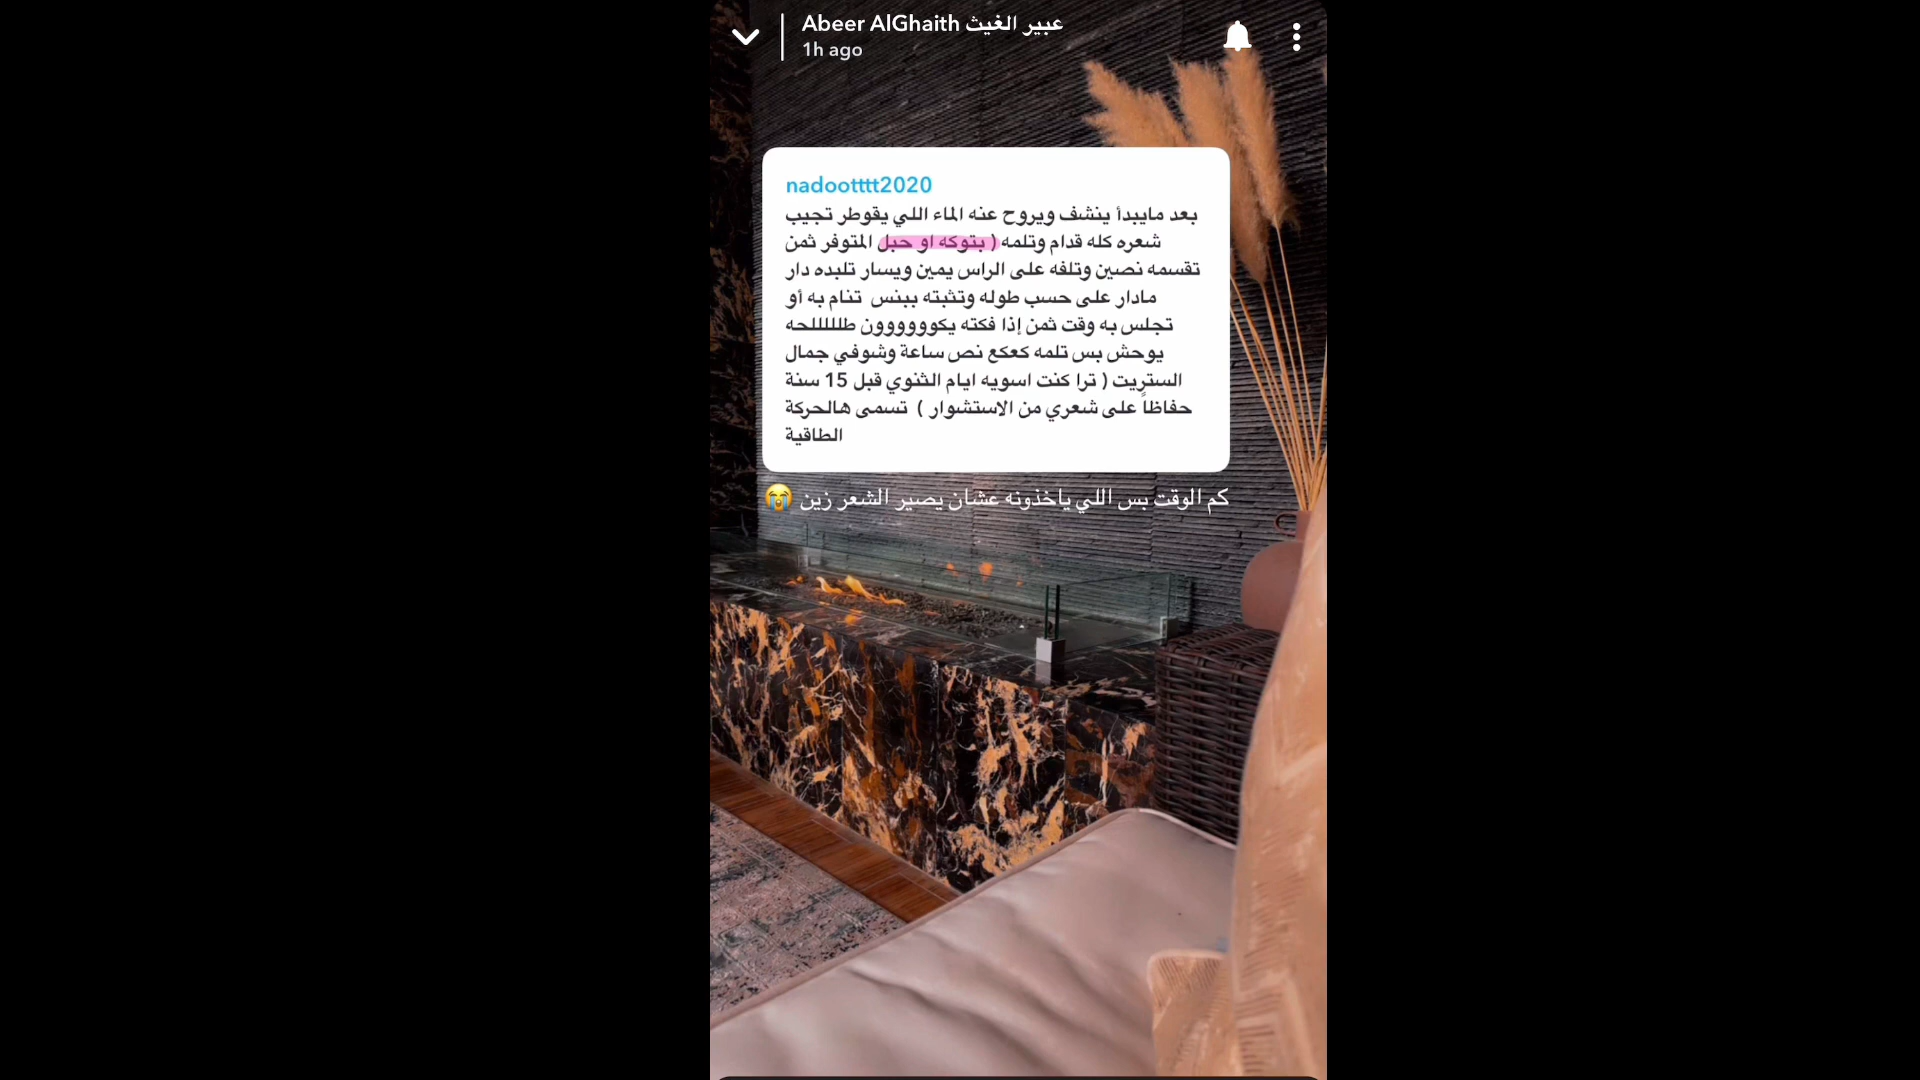 Abeer AlGhaith عبير الغيث
1h ago
nadootttt2020
بعد مايبدأ ينشف ويروح عنه الماء اللي يقوطر تجيب
شعره كله قدام وتلمه ( بتوكه او حبل المتوفر ثمن
تقسمه نصين وتلفه على الراس يمين ويسار تلبده دار
مادار على حسب طوله وتثبته ببنس تنام به أو
تجلس به وقت ثمن إذا فكته يكوووووون طلللللحه
يوحش بس تلمه كعكع نص ساعة وشوفي جمال
الستريت ( ترا كنت اسويه ايام الثنوي قبل 15 سنة
حفاظاً على شعري من الاستشوار ) تسمى هالحركة
الطاقية
كم الوقت بس اللي ياخذونه عشان يصير الشعر زين 😭